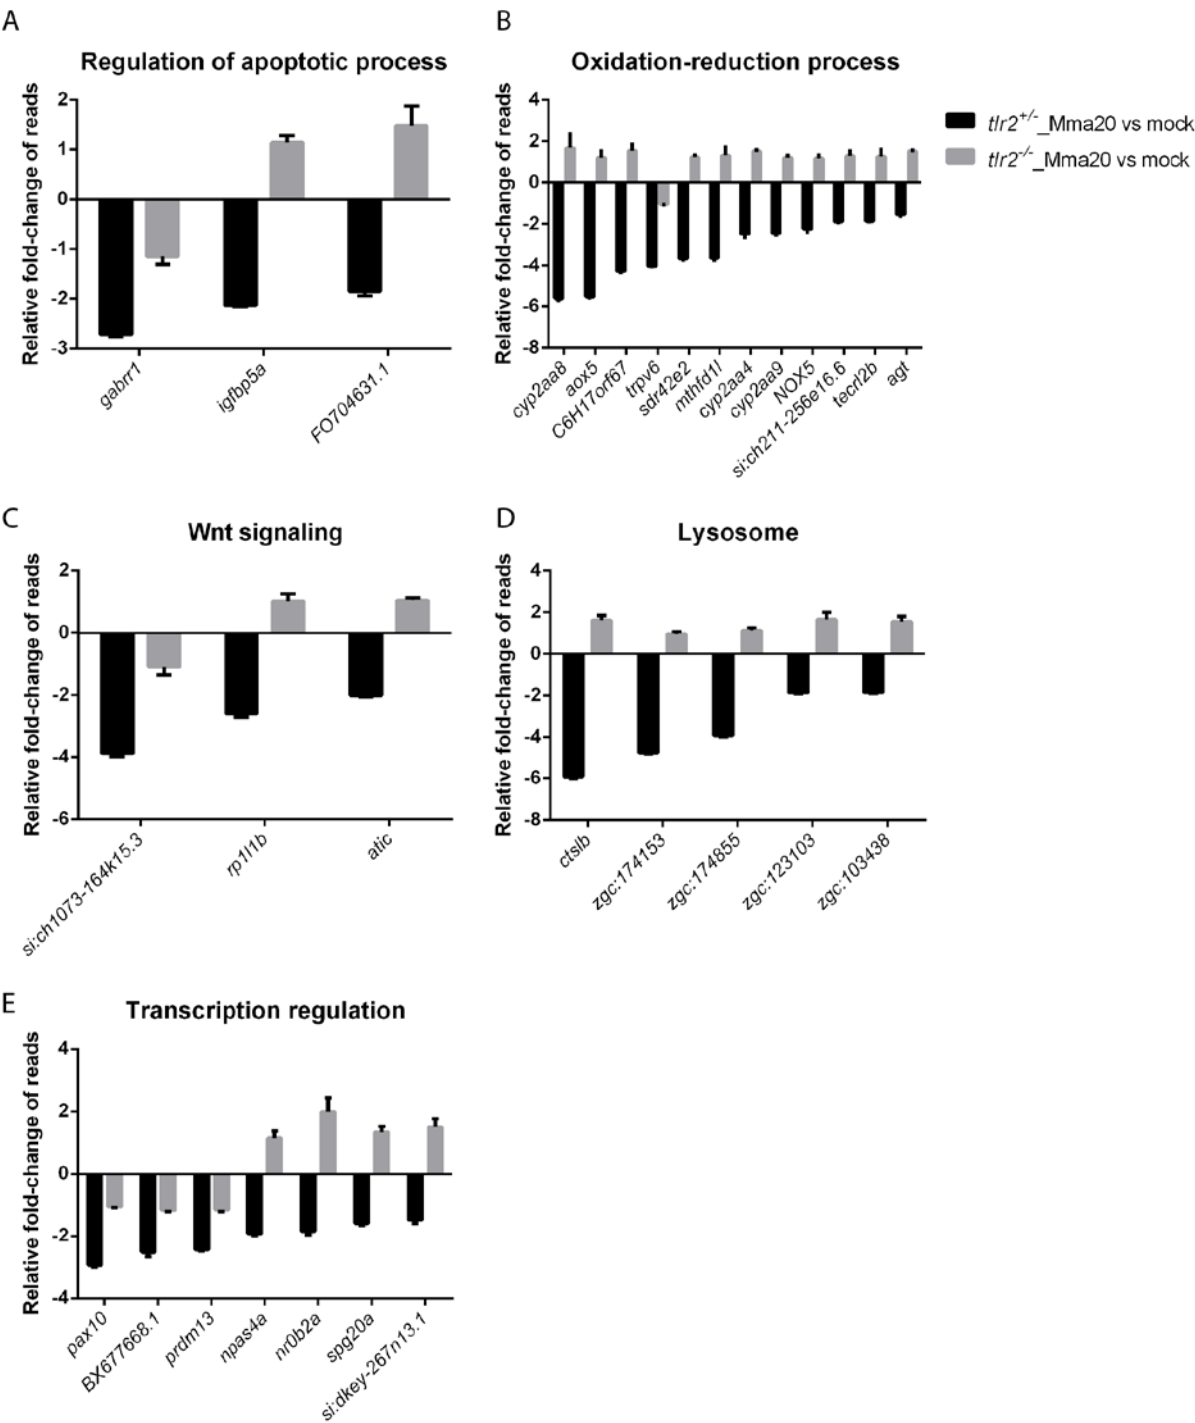 A
Regulation of apoptotic process
Relative fold-change of reads
2
1
0
-1
-2
-3
gabrr1
igfbp5a
FO704631.1
B
Oxidation-reduction process
Relative fold-change of reads
4
2
0
-2
-4
-6
-8
cyp2aa8
aox5
C6H17orf67
trpv6
sdr42e2
mthfd1l
cyp2aa4
cyp2aa9
NOX5
si:ch211-256e16.6
tecrl2b
agt
tlr2+/-_Mma20 vs mock
tlr2-/-_Mma20 vs mock
C
Wnt signaling
Relative fold-change of reads
2
0
-2
-4
-6
si:ch1073-164k15.3
rp1l1b
atic
D
Lysosome
Relative fold-change of reads
4
2
0
-2
-4
-6
-8
ctslb
zgc:174153
zgc:174855
zgc:123103
zgc:103438
E
Transcription regulation
Relative fold-change of reads
4
2
0
-2
-4
pax10
BX677668.1
prdm13
npas4a
nr0b2a
spg20a
si:dkey-267n13.1